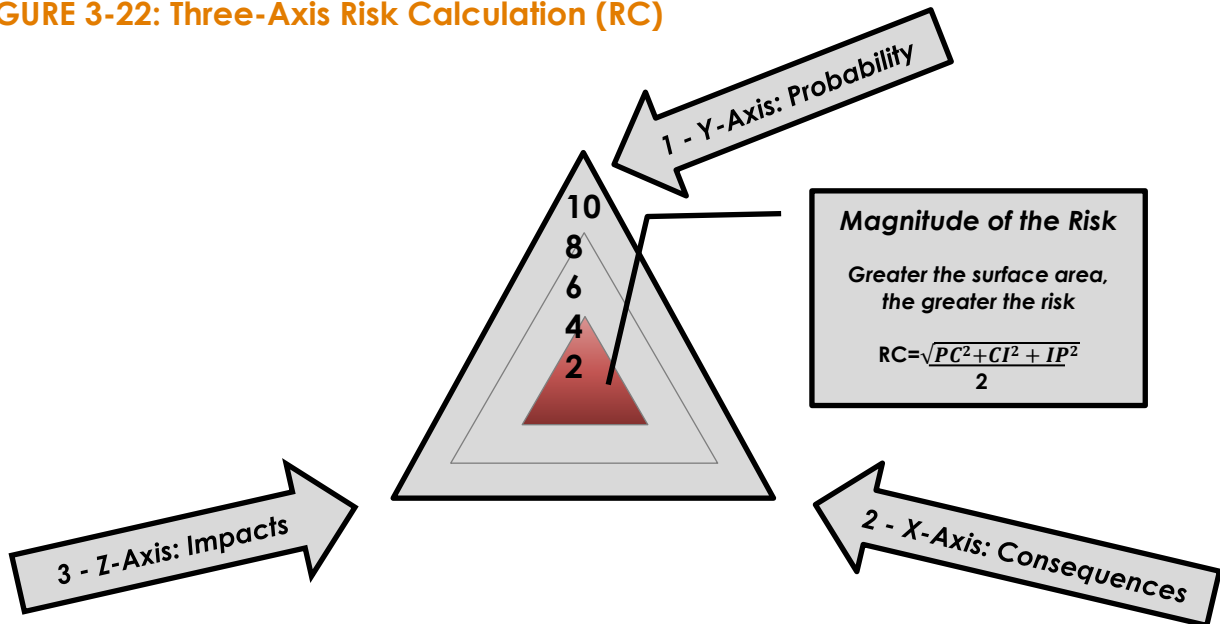 GURE 3-22: Three-Axis Risk Calculation (RC)
1 - Y-Axis: Probability
10
8
6
4
2
Magnitude of the Risk
Greater the surface area,
the greater the risk
RC=√PC²+CI² + IP²
2
3 - Z-Axis: Impacts
2 - X-Axis: Consequences